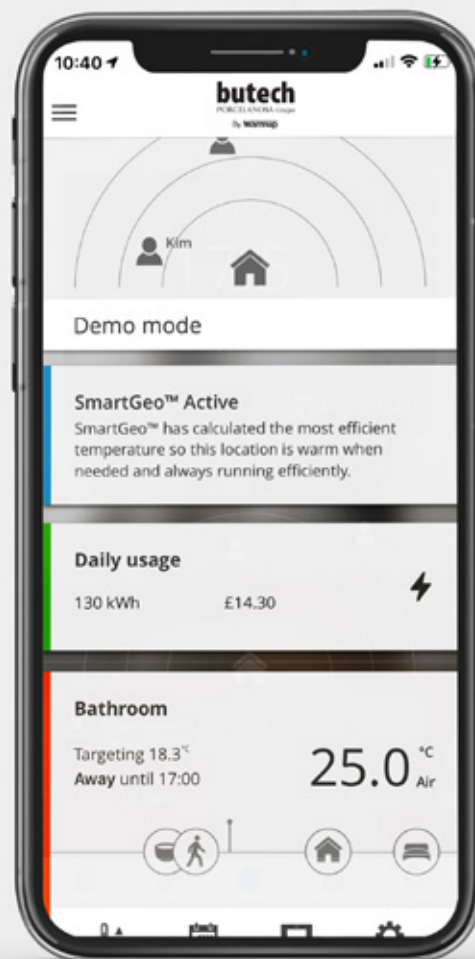 10:40
butech
PORCELANOSA Grupo
By warmup
Kim
Demo mode
SmartGeo™ Active
SmartGeo™ has calculated the most efficient
temperature so this location is warm when
needed and always running efficiently.
Daily usage
130 kWh £14.30
Bathroom
Targeting 18.3°C
Away until 17:00
25.0 °C
Air